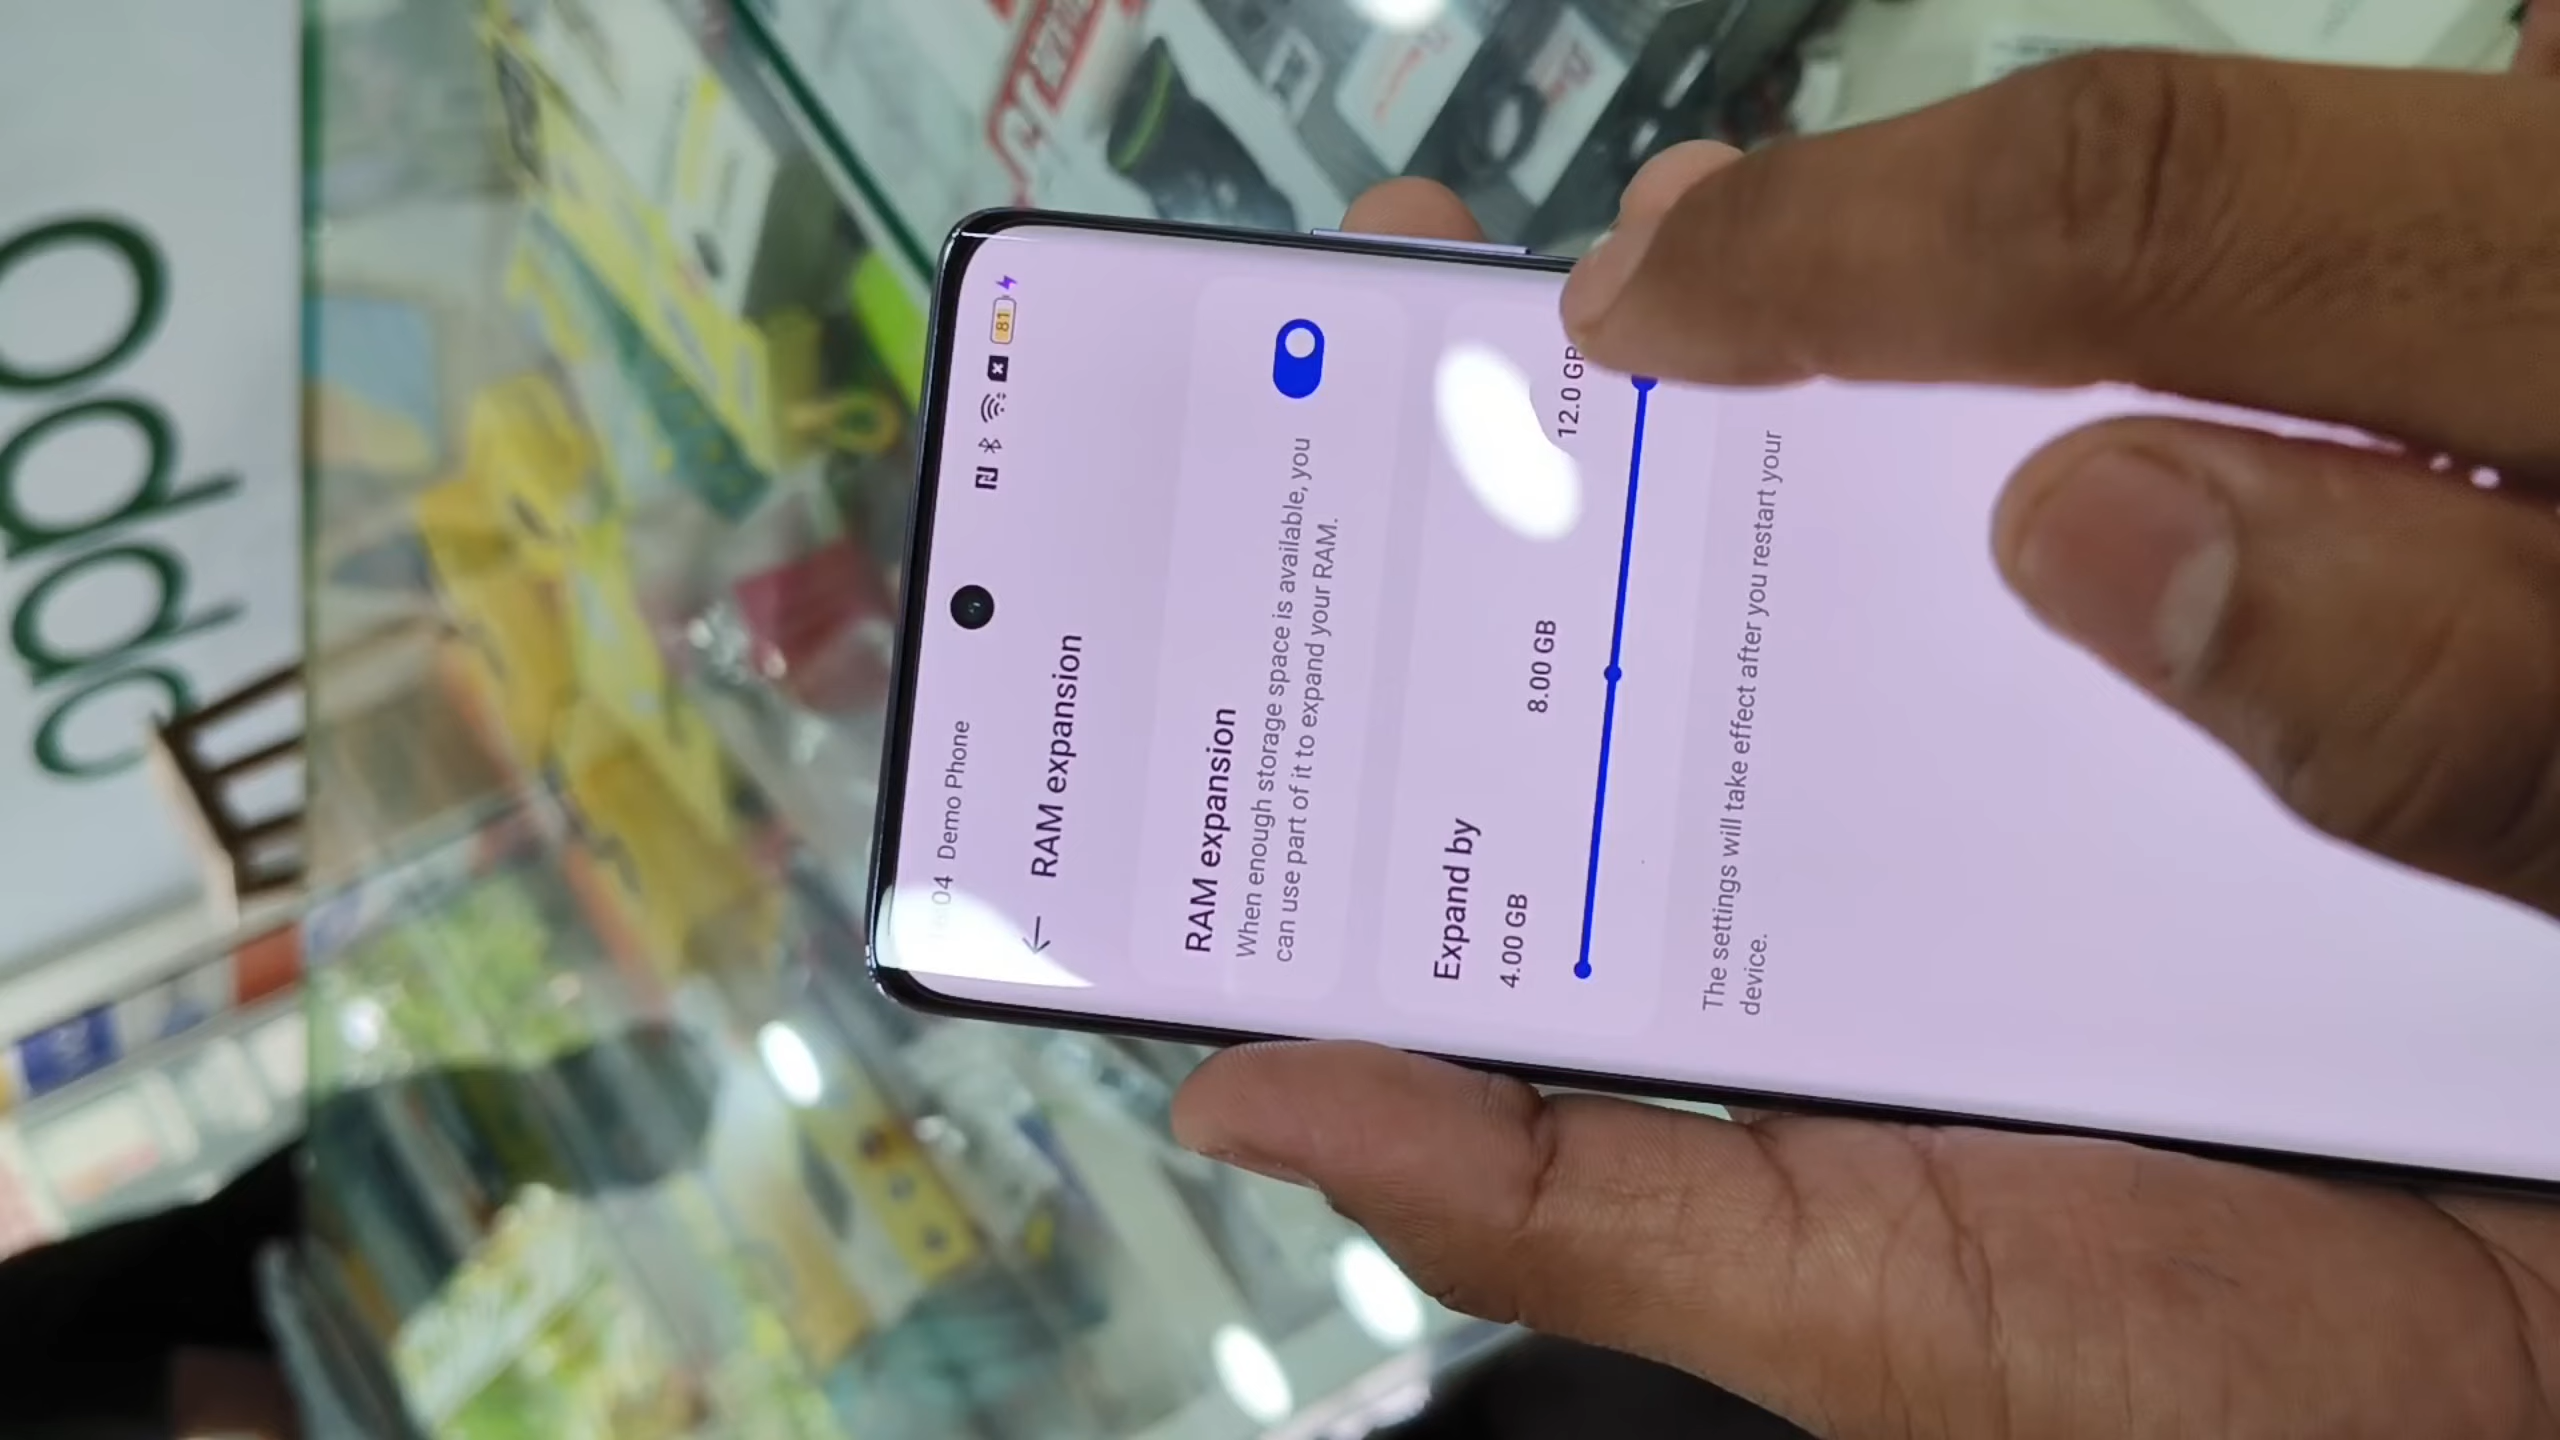 oppo
04 Demo Phone
81
RAM expansion
RAM expansion
When enough storage space is available, you
can use part of it to expand your RAM.
Expand by
4.00 GB 8.00 GB 12.0 GB
The settings will take effect after you restart your
device.